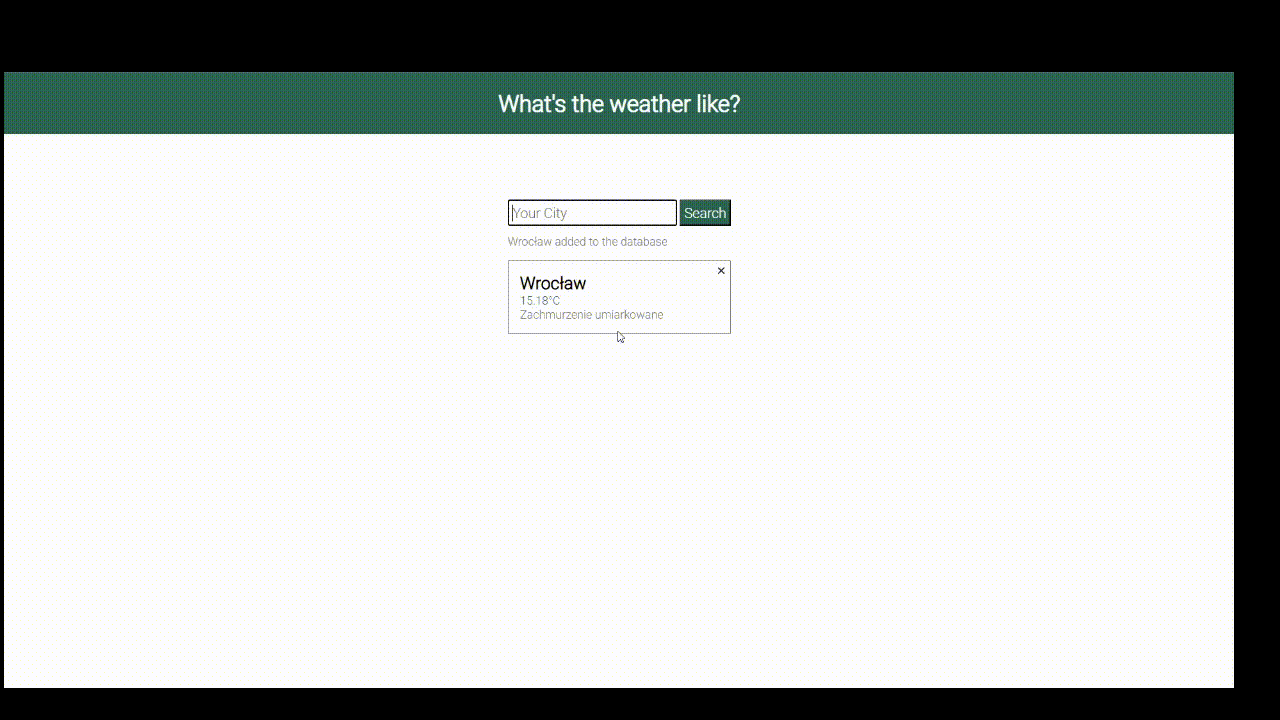 What's the weather like?
Your City Search
Wrocław added to the database
Wrocław
15.18°C
Zachmurzenie umiarkowane